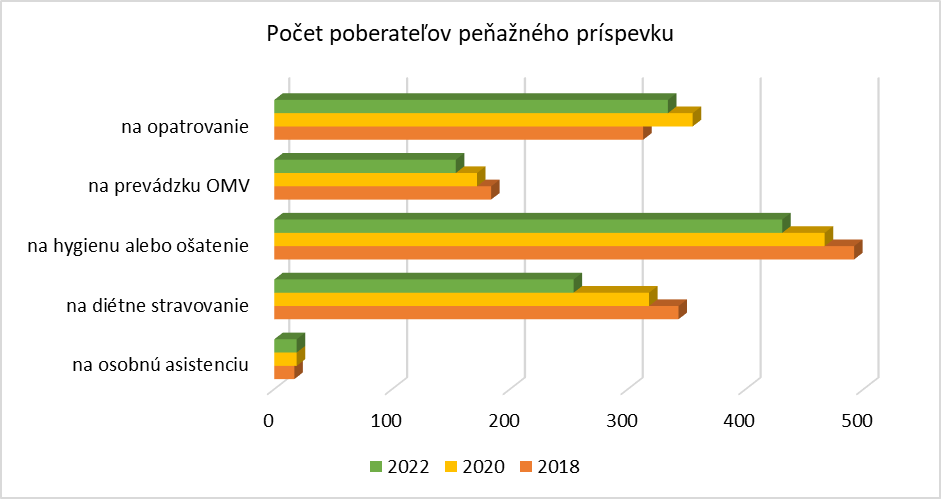 Počet poberateľov peňažného príspevku
na opatrovanie
na prevádzku OMV
na hygienu alebo ošatenie
na diétne stravovanie
na osobnú asistenciu
0 100 200 300 400 500
2022 2020 2018